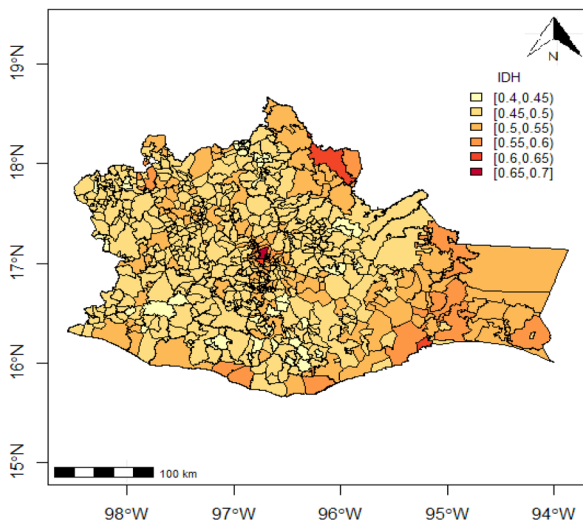 N
IDH
[0.4,0.45)
[0.45,0.5)
[0.5,0.55)
[0.55,0.6)
[0.6,0.65)
[0.65,0.7]
19°N
18°N
17°N
16°N
15°N
100 km
98°W
97°W
96°W
95°W
94°W